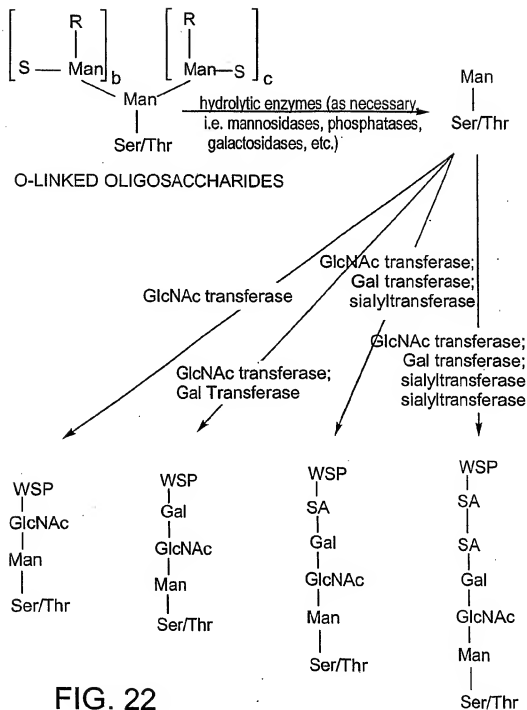 R R
S Man b Man S c
Man
hydrolytic enzymes (as necessary,
i.e. mannosidases, phosphatases,
galactosidases, etc.)
Ser/Thr
Man
Ser/Thr
O-LINKED OLIGOSACCHARIDES
GlcNAc transferase
GlcNAc transferase;
Gal Transferase
GlcNAc transferase;
Gal transferase;
sialyltransferase
GlcNAc transferase;
Gal transferase;
sialyltransferase
sialyltransferase
WSP
GlcNAc
Man
Ser/Thr
WSP
Gal
GlcNAc
Man
Ser/Thr
WSP
SA
Gal
GlcNAc
Man
Ser/Thr
WSP
SA
SA
Gal
GlcNAc
Man
Ser/Thr
FIG. 22